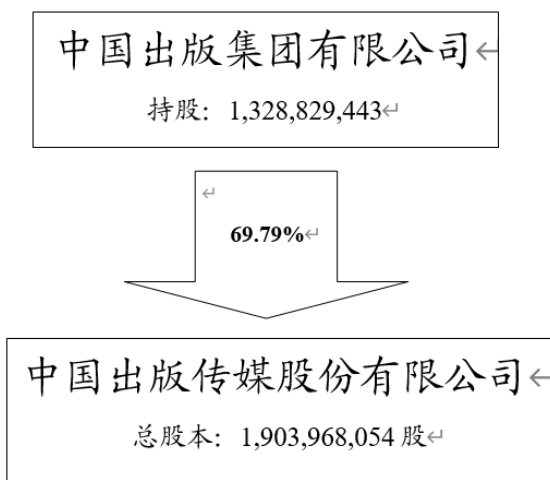 中国出版集团有限公司
持股：1,328,829,443
69.79%
中国出版传媒股份有限公司
总股本：1,903,968,054 股